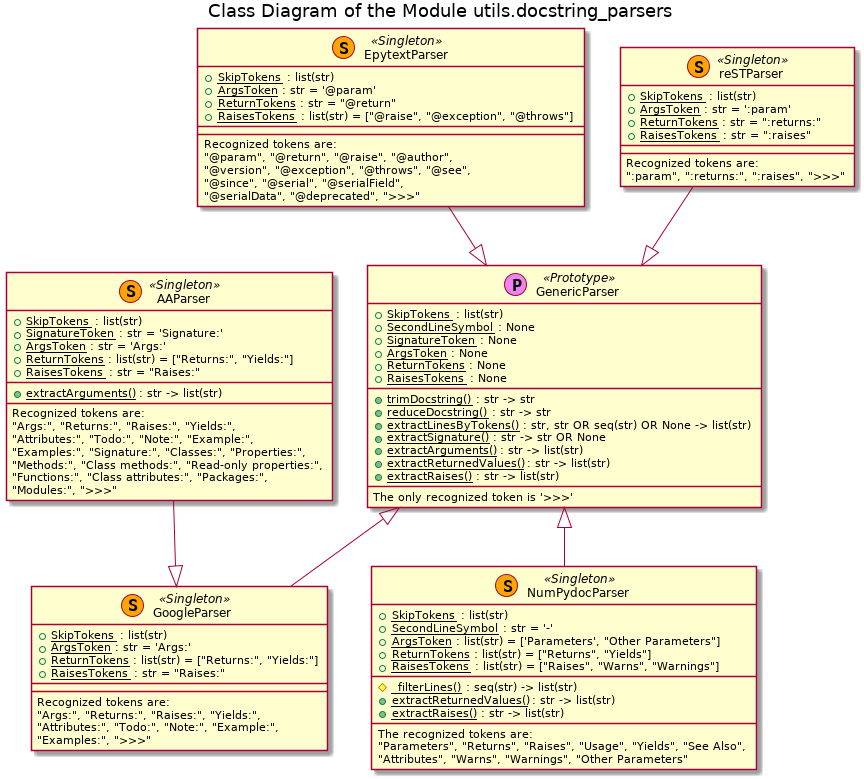 Class Diagram of the Module utils.docstring_parsers
S «Singleton»
EpytextParser
SkipTokens : list(str)
ArgsToken : str = '@param'
ReturnTokens : str = "@return"
RaisesTokens : list(str) = ["@raise", "@exception", "@throws"]
Recognized tokens are:
"@param", "@return", "@raise", "@author",
"@version", "@exception", "@throws", "@see",
"@since", "@serial", "@serialField",
"@serialData", "@deprecated", ">>>"
S «Singleton»
reSTParser
SkipTokens : list(str)
ArgsToken : str = ':param'
ReturnTokens : str = ":returns:"
RaisesTokens : str = ":raises"
Recognized tokens are:
":param", ":returns:", ":raises", ">>>"
S «Singleton»
AAParser
SkipTokens : list(str)
SignatureToken : str = 'Signature:'
ArgsToken : str = 'Args:'
ReturnTokens : list(str) = ["Returns:", "Yields:"]
RaisesTokens : str = "Raises:"
extractArguments() : str -> list(str)
Recognized tokens are:
"Args:", "Returns:", "Raises:", "Yields:",
"Attributes:", "Todo:", "Note:", "Example:",
"Examples:", "Signature:", "Classes:", "Properties:",
"Methods:", "Class methods:", "Read-only properties:",
"Functions:", "Class attributes:", "Packages:",
"Modules:", ">>>"
P «Prototype»
GenericParser
SkipTokens : list(str)
SecondLineSymbol : None
SignatureToken : None
ArgsToken : None
ReturnTokens : None
RaisesTokens : None
trimDocstring() : str -> str
reduceDocstring() : str -> str
extractLinesByTokens() : str, str OR seq(str) OR None -> list(str)
extractSignature() : str -> str OR None
extractArguments() : str -> list(str)
extractReturnedValues() : str -> list(str)
extractRaises() : str -> list(str)
The only recognized token is '>>>'
S «Singleton»
GoogleParser
SkipTokens : list(str)
ArgsToken : str = 'Args:'
ReturnTokens : list(str) = ["Returns:", "Yields:"]
RaisesTokens : str = "Raises:"
Recognized tokens are:
"Args:", "Returns:", "Raises:", "Yields:",
"Attributes:", "Todo:", "Note:", "Example:",
"Examples:", ">>>"
S «Singleton»
NumPydocParser
SkipTokens : list(str)
SecondLineSymbol : str = '-'
ArgsToken : list(str) = ['Parameters', "Other Parameters"]
ReturnTokens : list(str) = ["Returns", "Yields"]
RaisesTokens : list(str) = ["Raises", "Warns", "Warnings"]
_filterLines() : seq(str) -> list(str)
extractReturnedValues() : str -> list(str)
extractRaises() : str -> list(str)
The recognized tokens are:
"Parameters", "Returns", "Raises", "Usage", "Yields", "See Also",
"Attributes", "Warns", "Warnings", "Other Parameters"